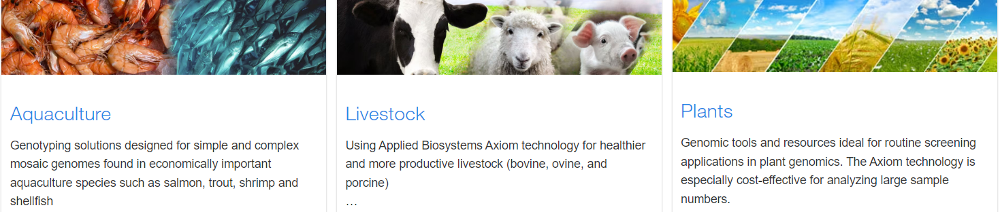 Aquaculture
Genotyping solutions designed for simple and complex
mosaic genomes found in economically important
aquaculture species such as salmon, trout, shrimp and
shellfish
Livestock
Using Applied Biosystems Axiom technology for healthier
and more productive livestock (bovine, ovine, and
porcine)
…
Plants
Genomic tools and resources ideal for routine screening
applications in plant genomics. The Axiom technology is
especially cost-effective for analyzing large sample
numbers.